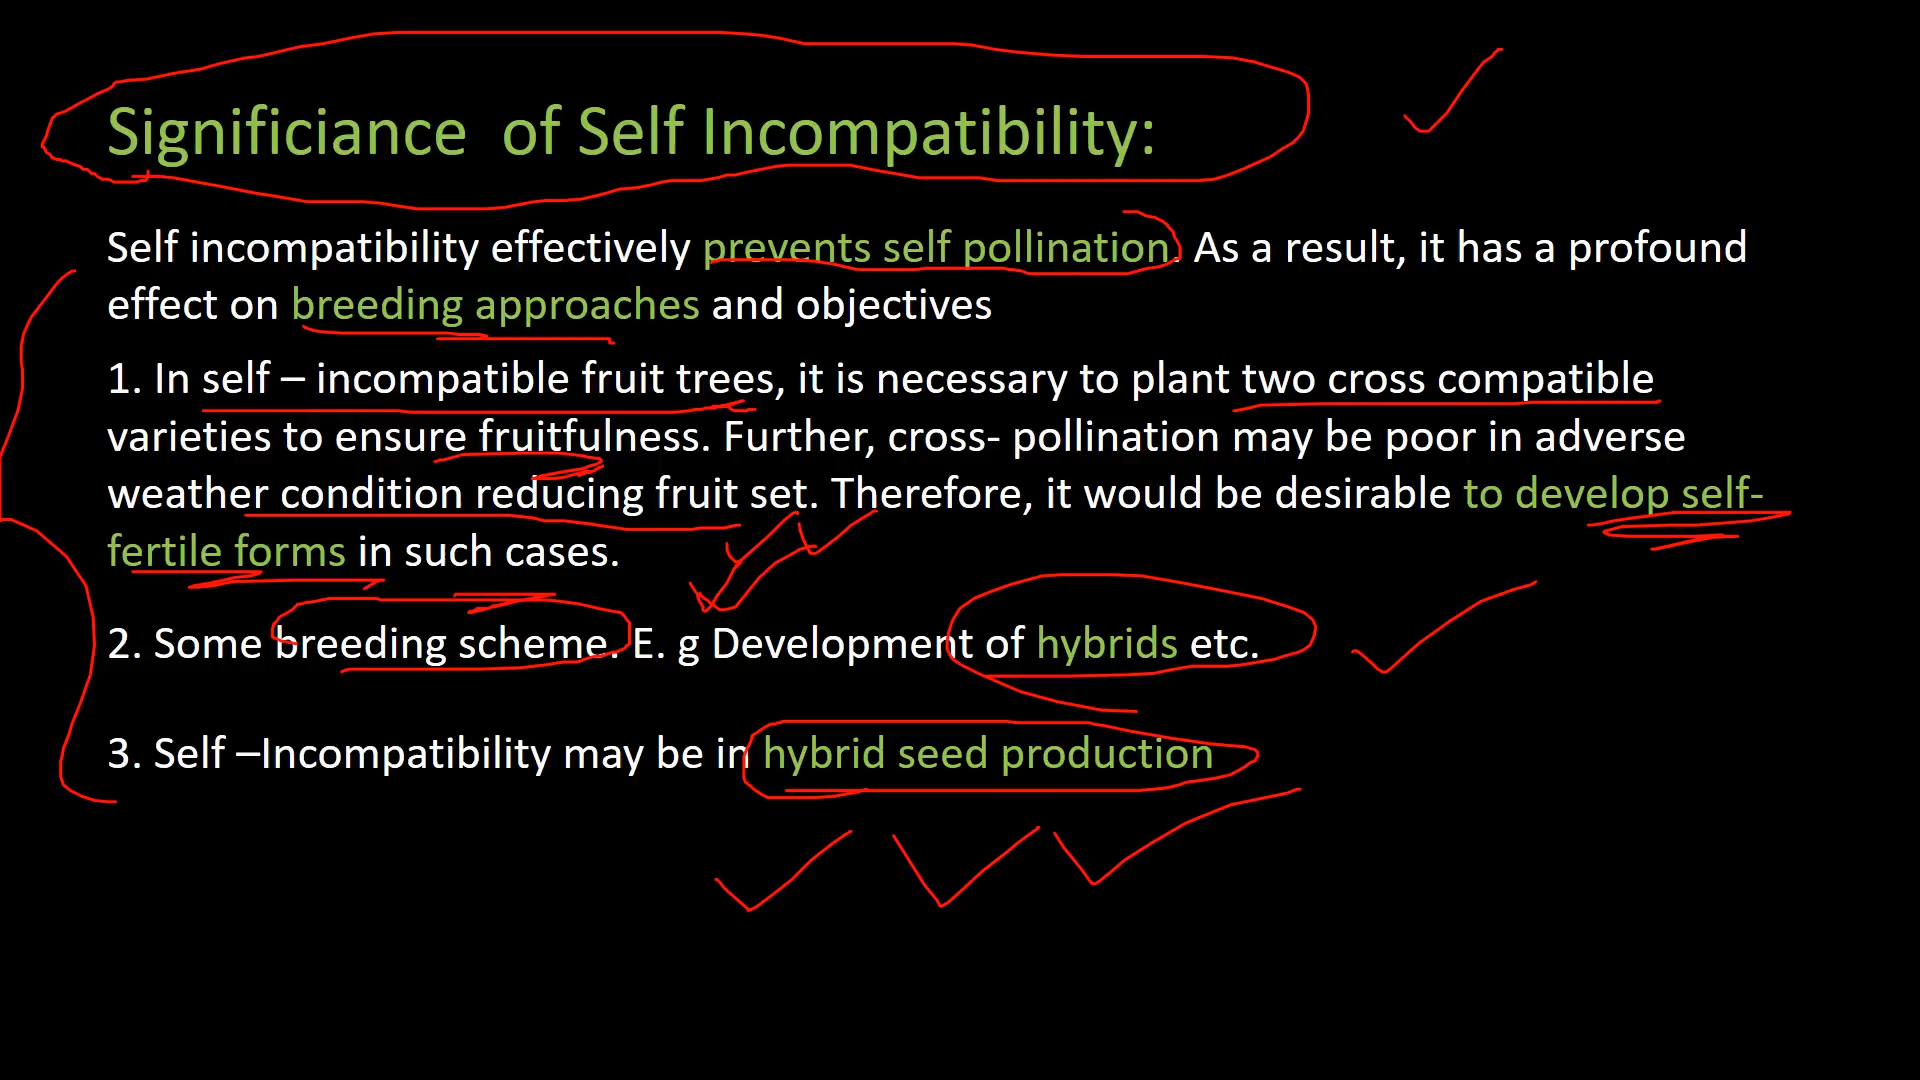 Significiance of Self Incompatibility:
Self incompatibility effectively prevents self pollination. As a result, it has a profound
effect on breeding approaches and objectives
1. In self – incompatible fruit trees, it is necessary to plant two cross compatible
varieties to ensure fruitfulness. Further, cross- pollination may be poor in adverse
weather condition reducing fruit set. Therefore, it would be desirable to develop self-
fertile forms in such cases.
2. Some breeding scheme. E. g Development of hybrids etc.
3. Self –Incompatibility may be in hybrid seed production